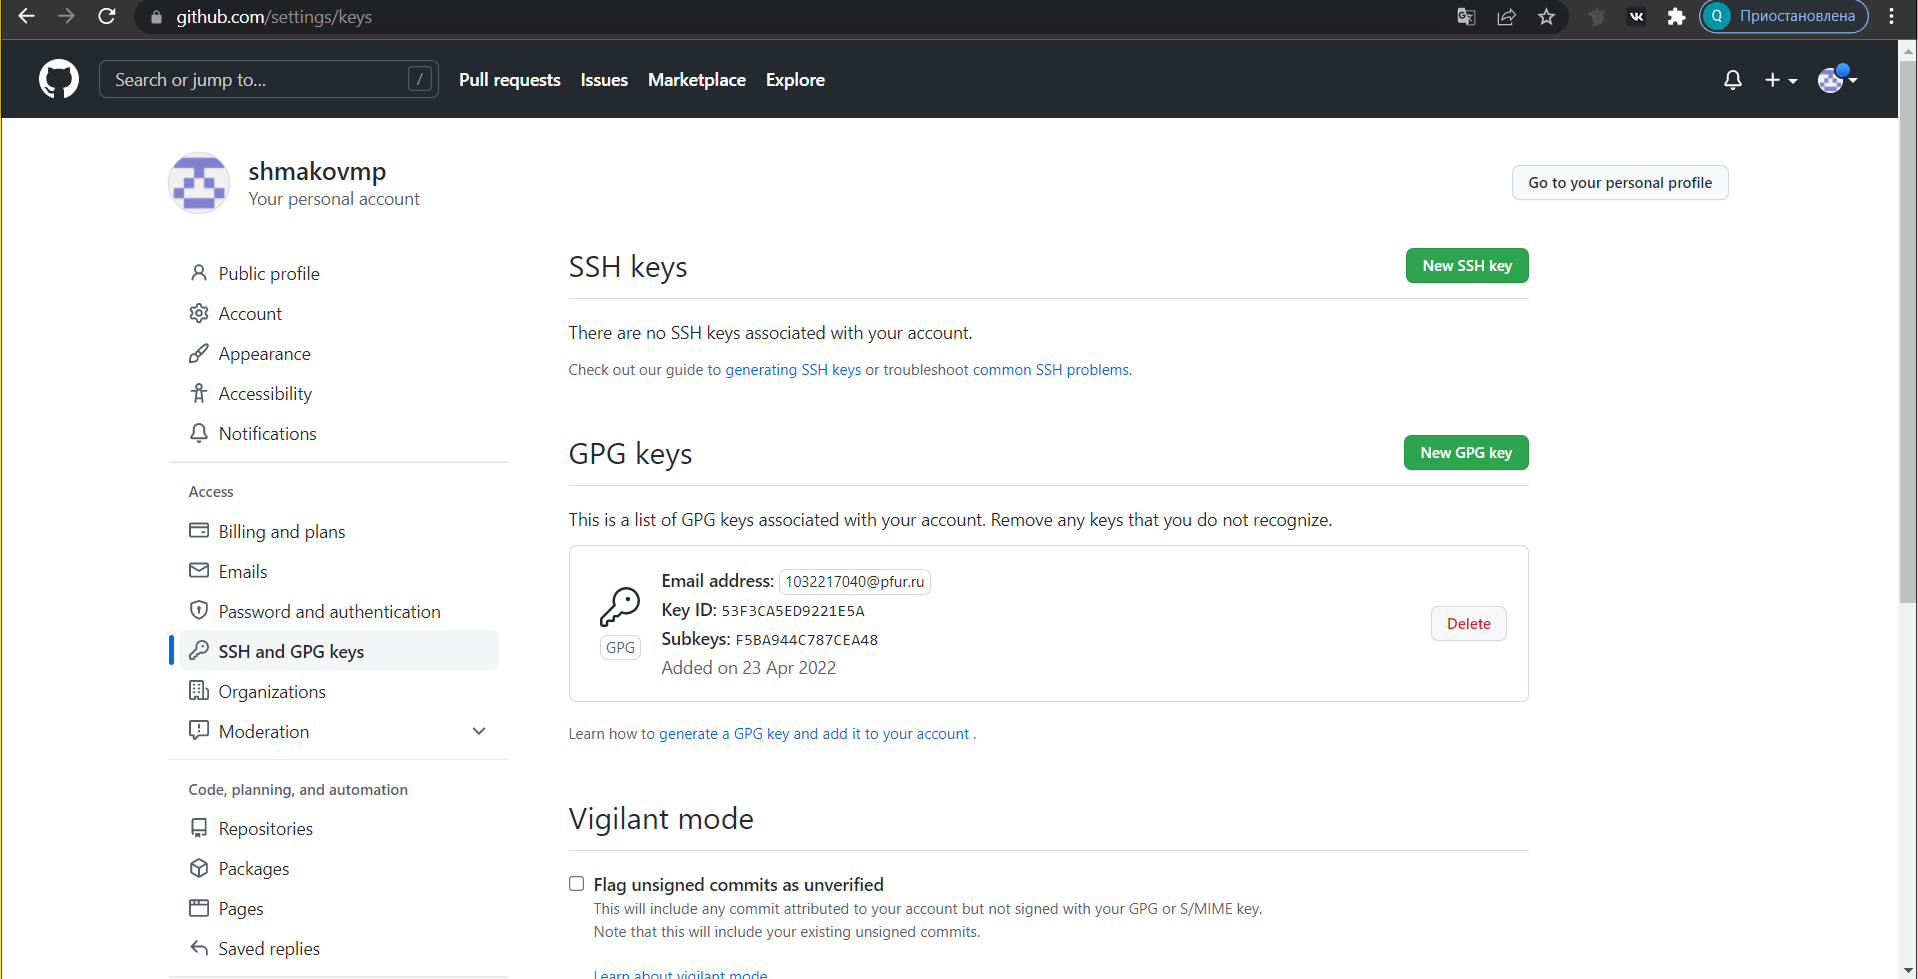 github.com/settings/keys
Q Приостановлена
Search or jump to... /
Pull requests Issues Marketplace Explore
shmakovmp
Your personal account
Go to your personal profile
Public profile
Account
Appearance
Accessibility
Notifications
Access
Billing and plans
Emails
Password and authentication
SSH and GPG keys
Organizations
Moderation
Code, planning, and automation
Repositories
Packages
Pages
Saved replies
SSH keys
New SSH key
There are no SSH keys associated with your account.
Check out our guide to generating SSH keys or troubleshoot common SSH problems.
GPG keys
New GPG key
This is a list of GPG keys associated with your account. Remove any keys that you do not recognize.
GPG
Email address: 1032217040@pfur.ru
Key ID: 53F3CA5ED9221E5A
Subkeys: F5BA944C787CEA48
Added on 23 Apr 2022
Delete
Learn how to generate a GPG key and add it to your account .
Vigilant mode
Flag unsigned commits as unverified
This will include any commit attributed to your account but not signed with your GPG or S/MIME key.
Note that this will include your existing unsigned commits.
Learn about vigilant mode